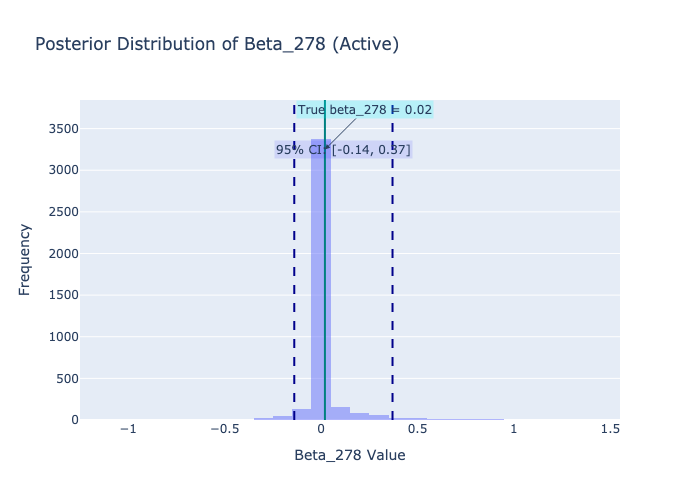 Posterior Distribution of Beta_278 (Active)
True beta_278 = 0.02
95% CI: [-0.14, 0.37]
3500
3000
2500
2000
1500
1000
500
0
Frequency
−1
−0.5
0
0.5
1
1.5
Beta_278 Value